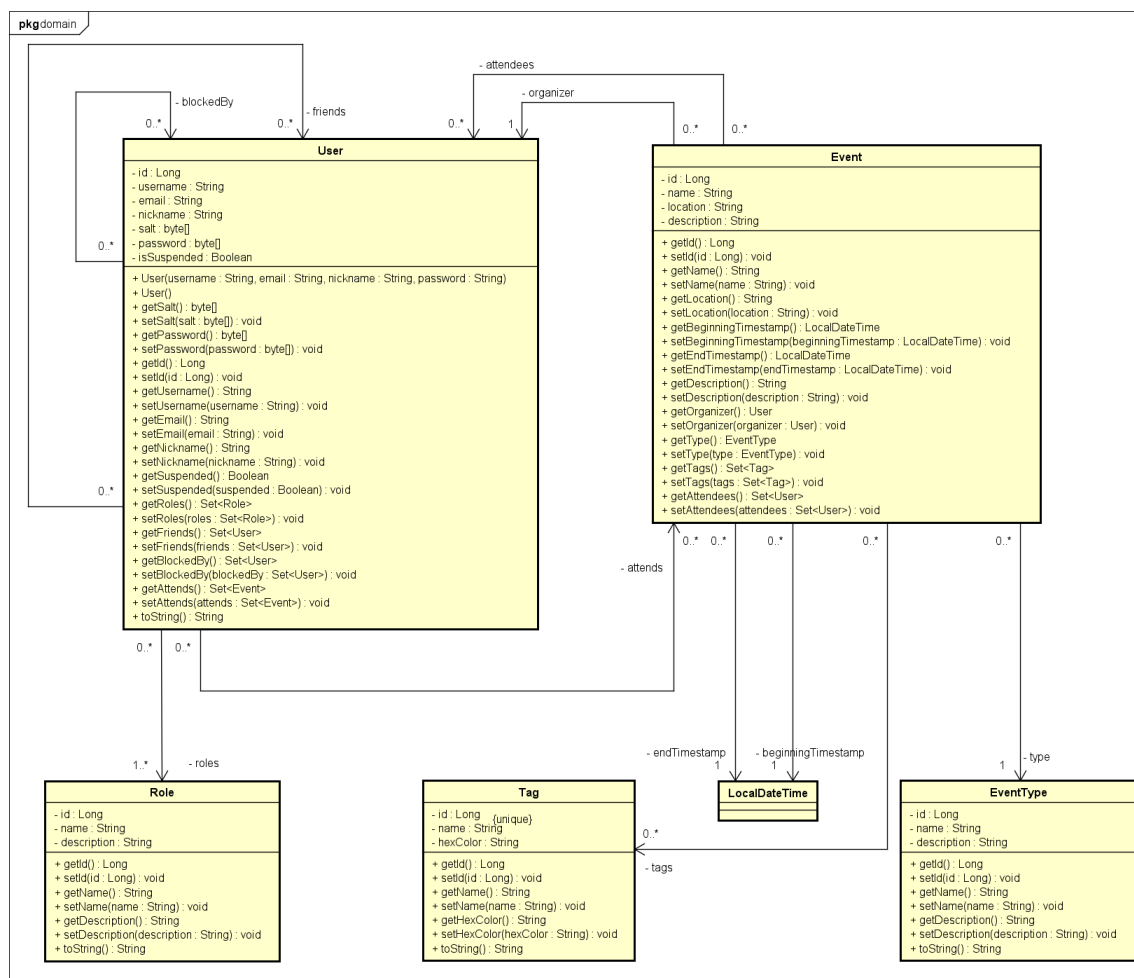 pkg domain
- attendees
- organizer
- blockedBy
- friends
0..*
0..*
0..*
1
0..*
0..*
User
- id : Long
- username : String
- email : String
- nickname : String
- salt : byte[]
- password : byte[]
- isSuspended : Boolean
+ User(username : String, email : String, nickname : String, password : String)
+ User()
+ getSalt() : byte[]
+ setSalt(salt : byte[]) : void
+ getPassword() : byte[]
+ setPassword(password : byte[]) : void
+ getId() : Long
+ setId(id : Long) : void
+ getUsername() : String
+ setUsername(username : String) : void
+ getEmail() : String
+ setEmail(email : String) : void
+ getNickname() : String
+ setNickname(nickname : String) : void
+ getSuspended() : Boolean
+ setSuspended(suspended : Boolean) : void
+ getRoles() : Set<Role>
+ setRoles(roles : Set<Role>) : void
+ getFriends() : Set<User>
+ setFriends(friends : Set<User>) : void
+ getBlockedBy() : Set<User>
+ setBlockedBy(blockedBy : Set<User>) : void
+ getAttends() : Set<Event>
+ setAttends(attends : Set<Event>) : void
+ toString() : String
0..*
0..*
Event
- id : Long
- name : String
- location : String
- description : String
+ getId() : Long
+ setId(id : Long) : void
+ getName() : String
+ setName(name : String) : void
+ getLocation() : String
+ setLocation(location : String) : void
+ getBeginningTimestamp() : LocalDateTime
+ setBeginningTimestamp(beginningTimestamp : LocalDateTime) : void
+ getEndTimestamp() : LocalDateTime
+ setEndTimestamp(endTimestamp : LocalDateTime) : void
+ getDescription() : String
+ setDescription(description : String) : void
+ getOrganizer() : User
+ setOrganizer(organizer : User) : void
+ getType() : EventType
+ setType(type : EventType) : void
+ getTags() : Set<Tag>
+ setTags(tags : Set<Tag>) : void
+ getAttendees() : Set<User>
+ setAttendees(attendees : Set<User>) : void
0..*
0..*
0..*
0..*
0..*
- attends
0..*
0..*
1..*
- roles
- endTimestamp
1
- beginningTimestamp
1
1
- type
Role
- id : Long
- name : String
- description : String
+ getId() : Long
+ setId(id : Long) : void
+ getName() : String
+ setName(name : String) : void
+ getDescription() : String
+ setDescription(description : String) : void
+ toString() : String
Tag
- id : Long
{unique}
- name : String
- hexColor : String
+ getId() : Long
+ setId(id : Long) : void
+ getName() : String
+ setName(name : String) : void
+ getHexColor() : String
+ setHexColor(hexColor : String) : void
+ toString() : String
0..*
- tags
LocalDateTime
EventType
- id : Long
- name : String
- description : String
+ getId() : Long
+ setId(id : Long) : void
+ getName() : String
+ setName(name : String) : void
+ getDescription() : String
+ setDescription(description : String) : void
+ toString() : String